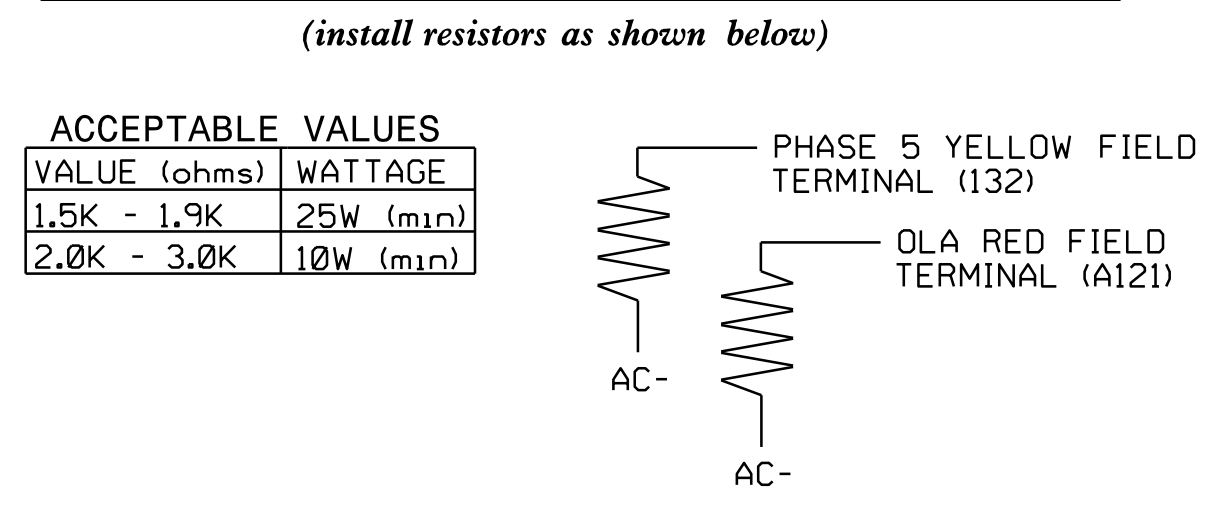 (install resistors as shown below)
ACCEPTABLE VALUES
VALUE (ohms) WATTAGE
1.5K - 1.9K 25W (min)
2.0K - 3.0K 10W (min)
PHASE 5 YELLOW FIELD
TERMINAL (132)
OLA RED FIELD
TERMINAL (A121)
AC-
AC-